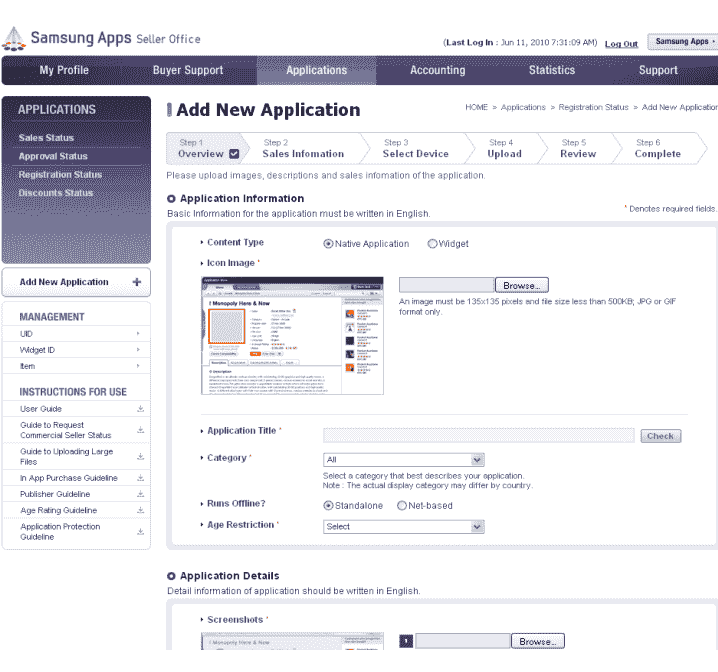 Samsung Apps Seller Office
(Last Log In : Jun 11, 2010 7:31:09 AM) Log Out Samsung Apps
My Profile Buyer Support Applications Accounting Statistics Support
APPLICATIONS
Sales Status
Approval Status
Registration Status
Discounts Status
Add New Application +
MANAGEMENT
UID
Widget ID
Item
INSTRUCTIONS FOR USE
User Guide
Guide to Request
Commercial Seller Status
Guide to Uploading Large
Files
In App Purchase Guideline
Publisher Guideline
Age Rating Guideline
Application Protection
Guideline
Add New Application
HOME > Applications > Registration Status > Add New Application
Step 1 Step 2 Step 3 Step 4 Step 5 Step 6
Overview Sales Infomation Select Device Upload Review Complete
Please upload images, descriptions and sales infomation of the application.
Application Information
Basic Information for the application must be written in English.
* Denotes required fields.
Content Type Native Application Widget
Icon Image *
Monopoly Here & Now
Browse...
An image must be 135x135 pixels and file size less than 500KB; JPG or GIF
format only.
Application Title *
Check
Category *
All
Select a category that best describes your application.
Note : The actual display category may differ by country.
Runs Offline? Standalone Net-based
Age Restriction *
Select
Application Details
Detail information of application should be written in English.
Screenshots *
Monopoly Here & Now
1 Browse...